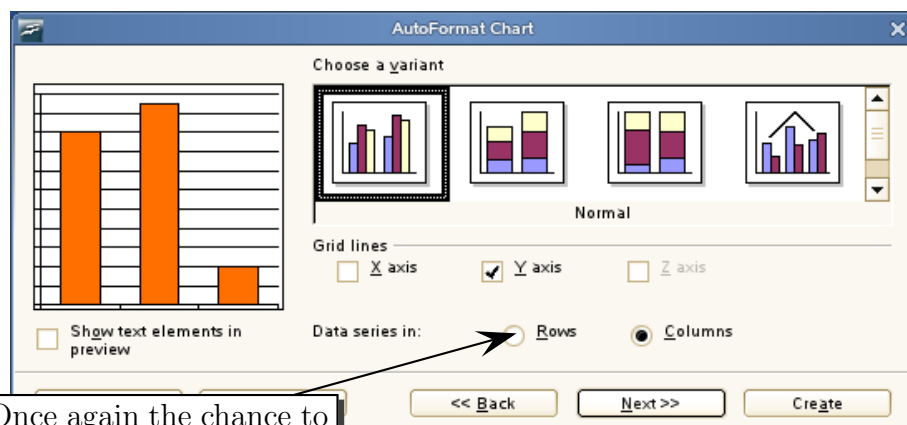 AutoFormat Chart
Choose a variant
Normal
Grid lines
X axis
Y axis
Z axis
Show text elements in
preview
Data series in:
Rows
Columns
<< Back
Next >>
Create
Once again the chance to